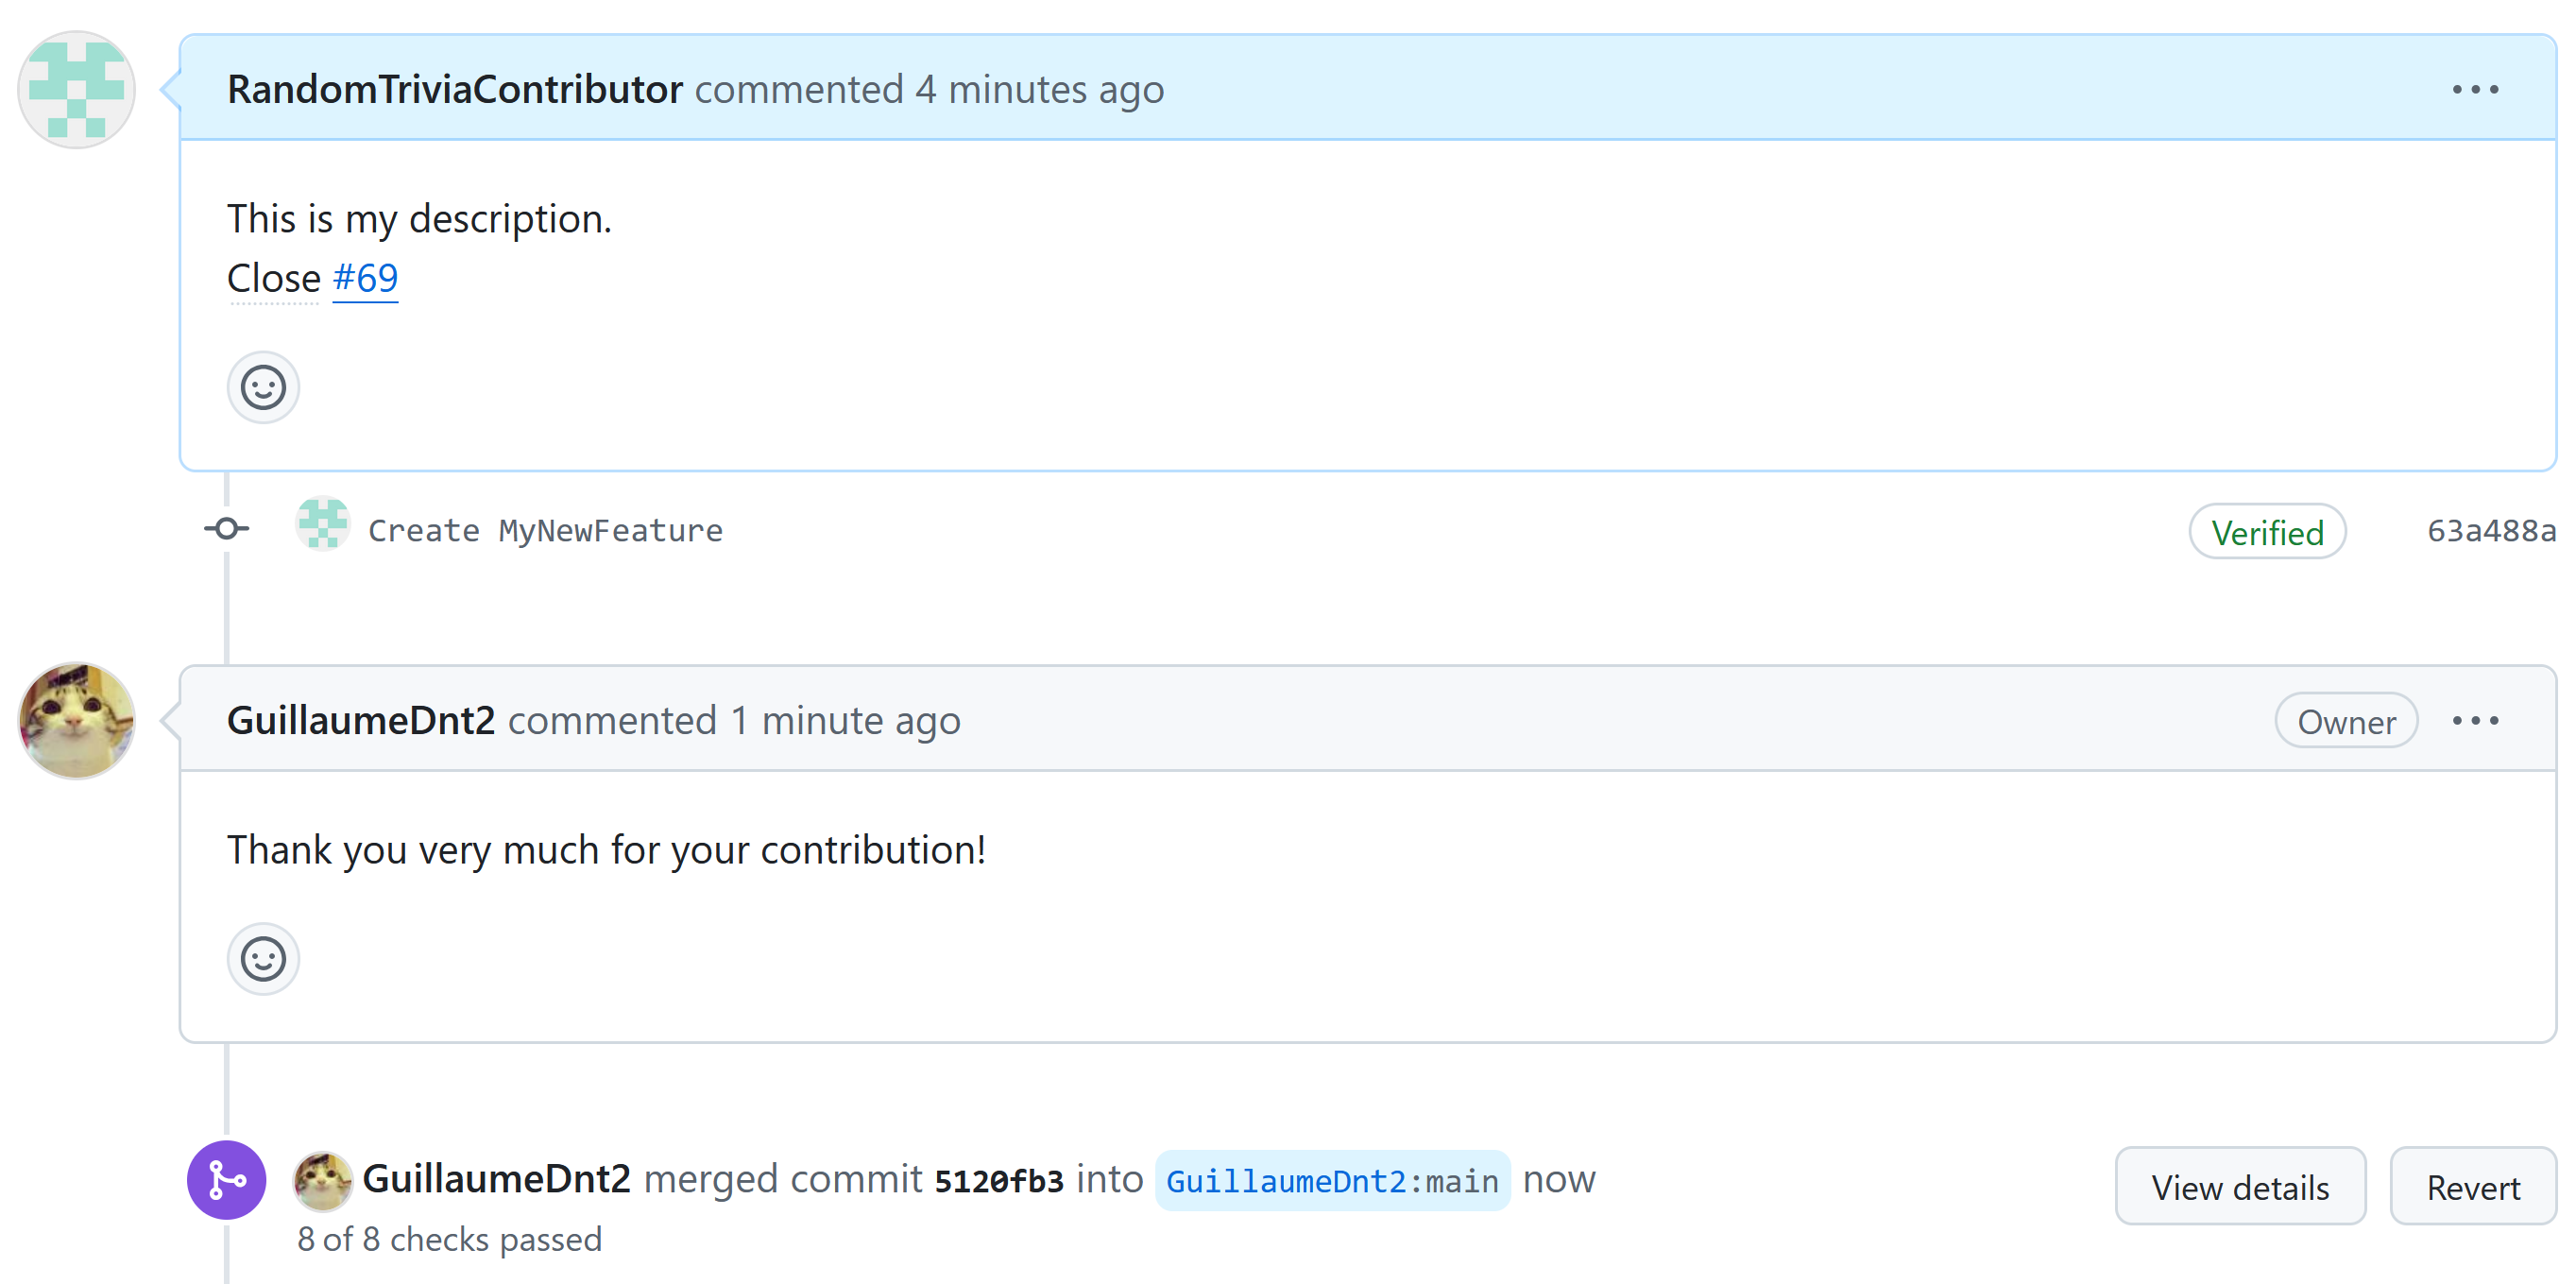 RandomTriviaContributor commented 4 minutes ago
This is my description.
Close #69
Create MyNewFeature Verified 63a488a
GuillaumeDnt2 commented 1 minute ago Owner
Thank you very much for your contribution!
GuillaumeDnt2 merged commit 5120fb3 into GuillaumeDnt2:main now View details Revert
8 of 8 checks passed